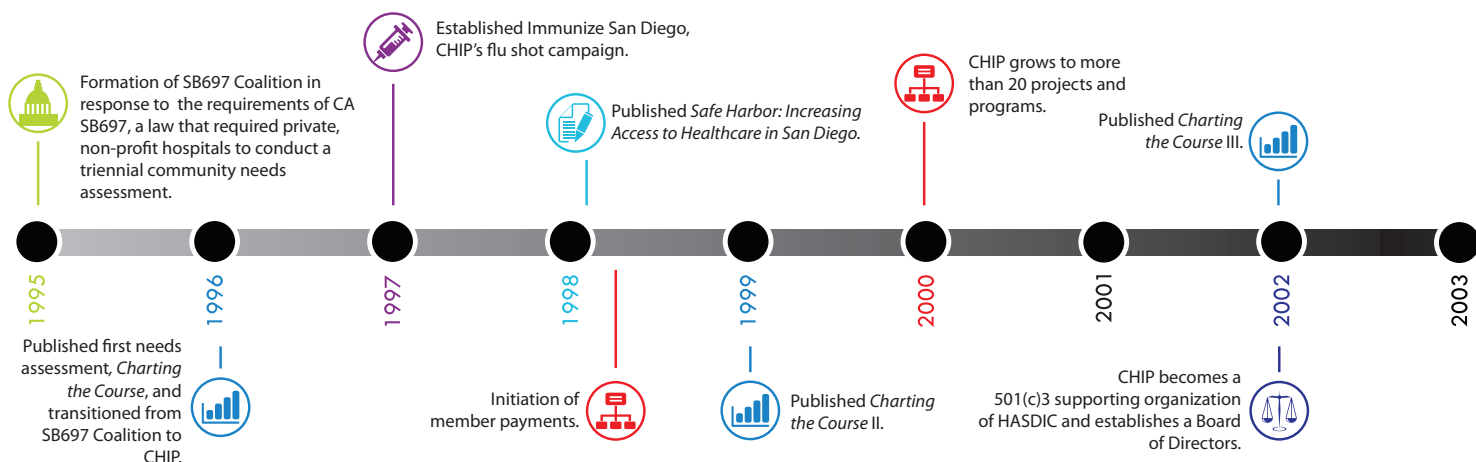 Formation of SB697 Coalition in
response to the requirements of CA
SB697, a law that required private,
non-profit hospitals to conduct a
triennial community needs
assessment.
Established Immunize San Diego,
CHIP's flu shot campaign.
Published Safe Harbor: Increasing
Access to Healthcare in San Diego.
CHIP grows to more
than 20 projects and
programs.
Published Charting
the Course III.
1995
1996
1997
1998
1999
2000
2001
2002
2003
Published first needs
assessment, Charting
the Course, and
transitioned from
SB697 Coalition to
CHIP.
Initiation of
member payments.
Published Charting
the Course II.
CHIP becomes a
501(c)3 supporting organization
of HASDIC and establishes a Board
of Directors.